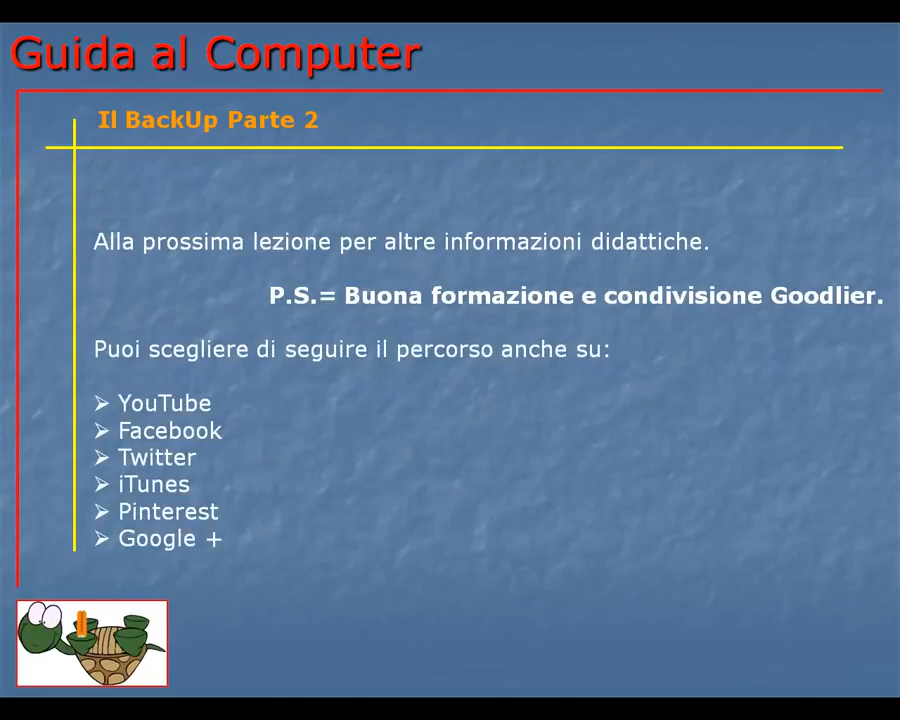 Guida al Computer
Il BackUp Parte 2
Alla prossima lezione per altre informazioni didattiche.
P.S.= Buona formazione e condivisione Goodlier.
Puoi scegliere di seguire il percorso anche su:
➢ YouTube
➢ Facebook
➢ Twitter
➢ iTunes
➢ Pinterest
➢ Google +